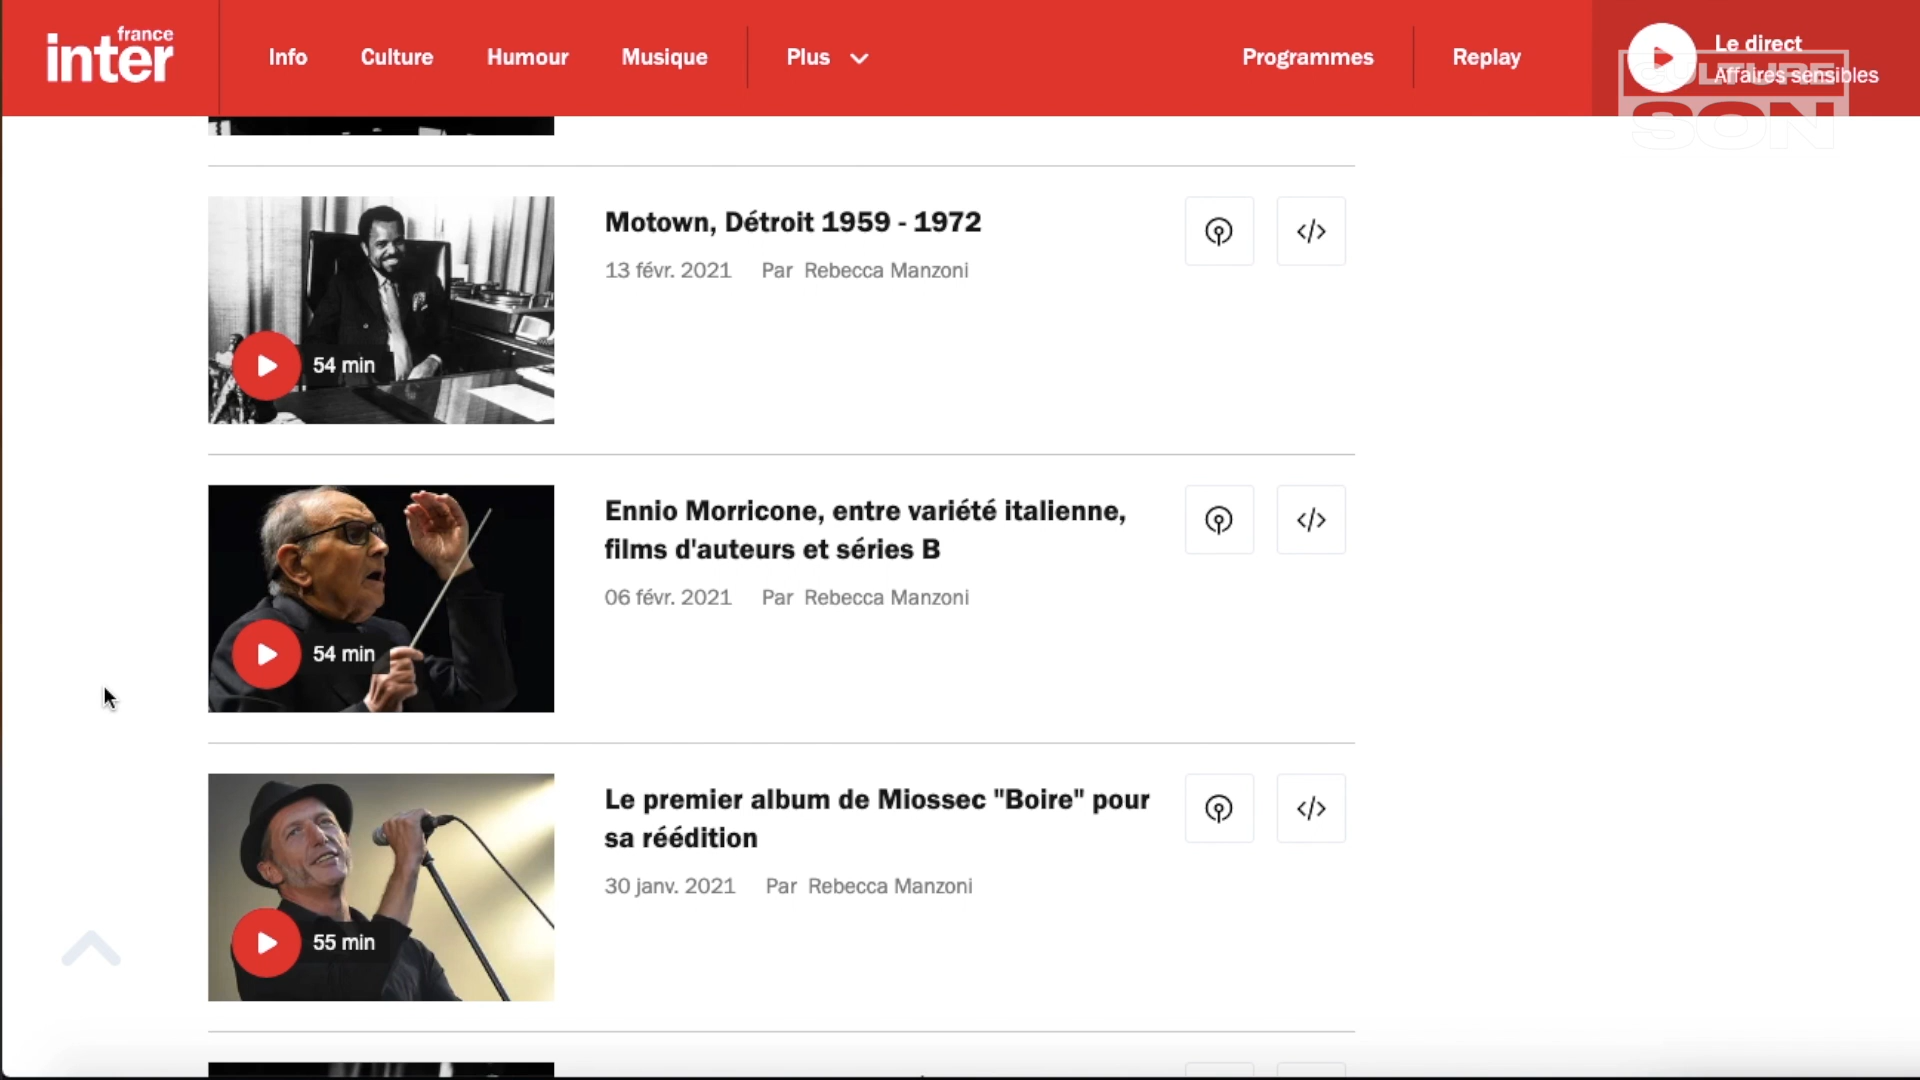 france
inter
Info
Culture
Humour
Musique
Plus
Programmes
Replay
Le direct
Affaires sensibles
CULTURE
SON
Motown, Détroit 1959 - 1972
13 févr. 2021 Par Rebecca Manzoni
54 min
Ennio Morricone, entre variété italienne,
films d'auteurs et séries B
06 févr. 2021 Par Rebecca Manzoni
54 min
Le premier album de Miossec "Boire" pour
sa réédition
30 janv. 2021 Par Rebecca Manzoni
55 min